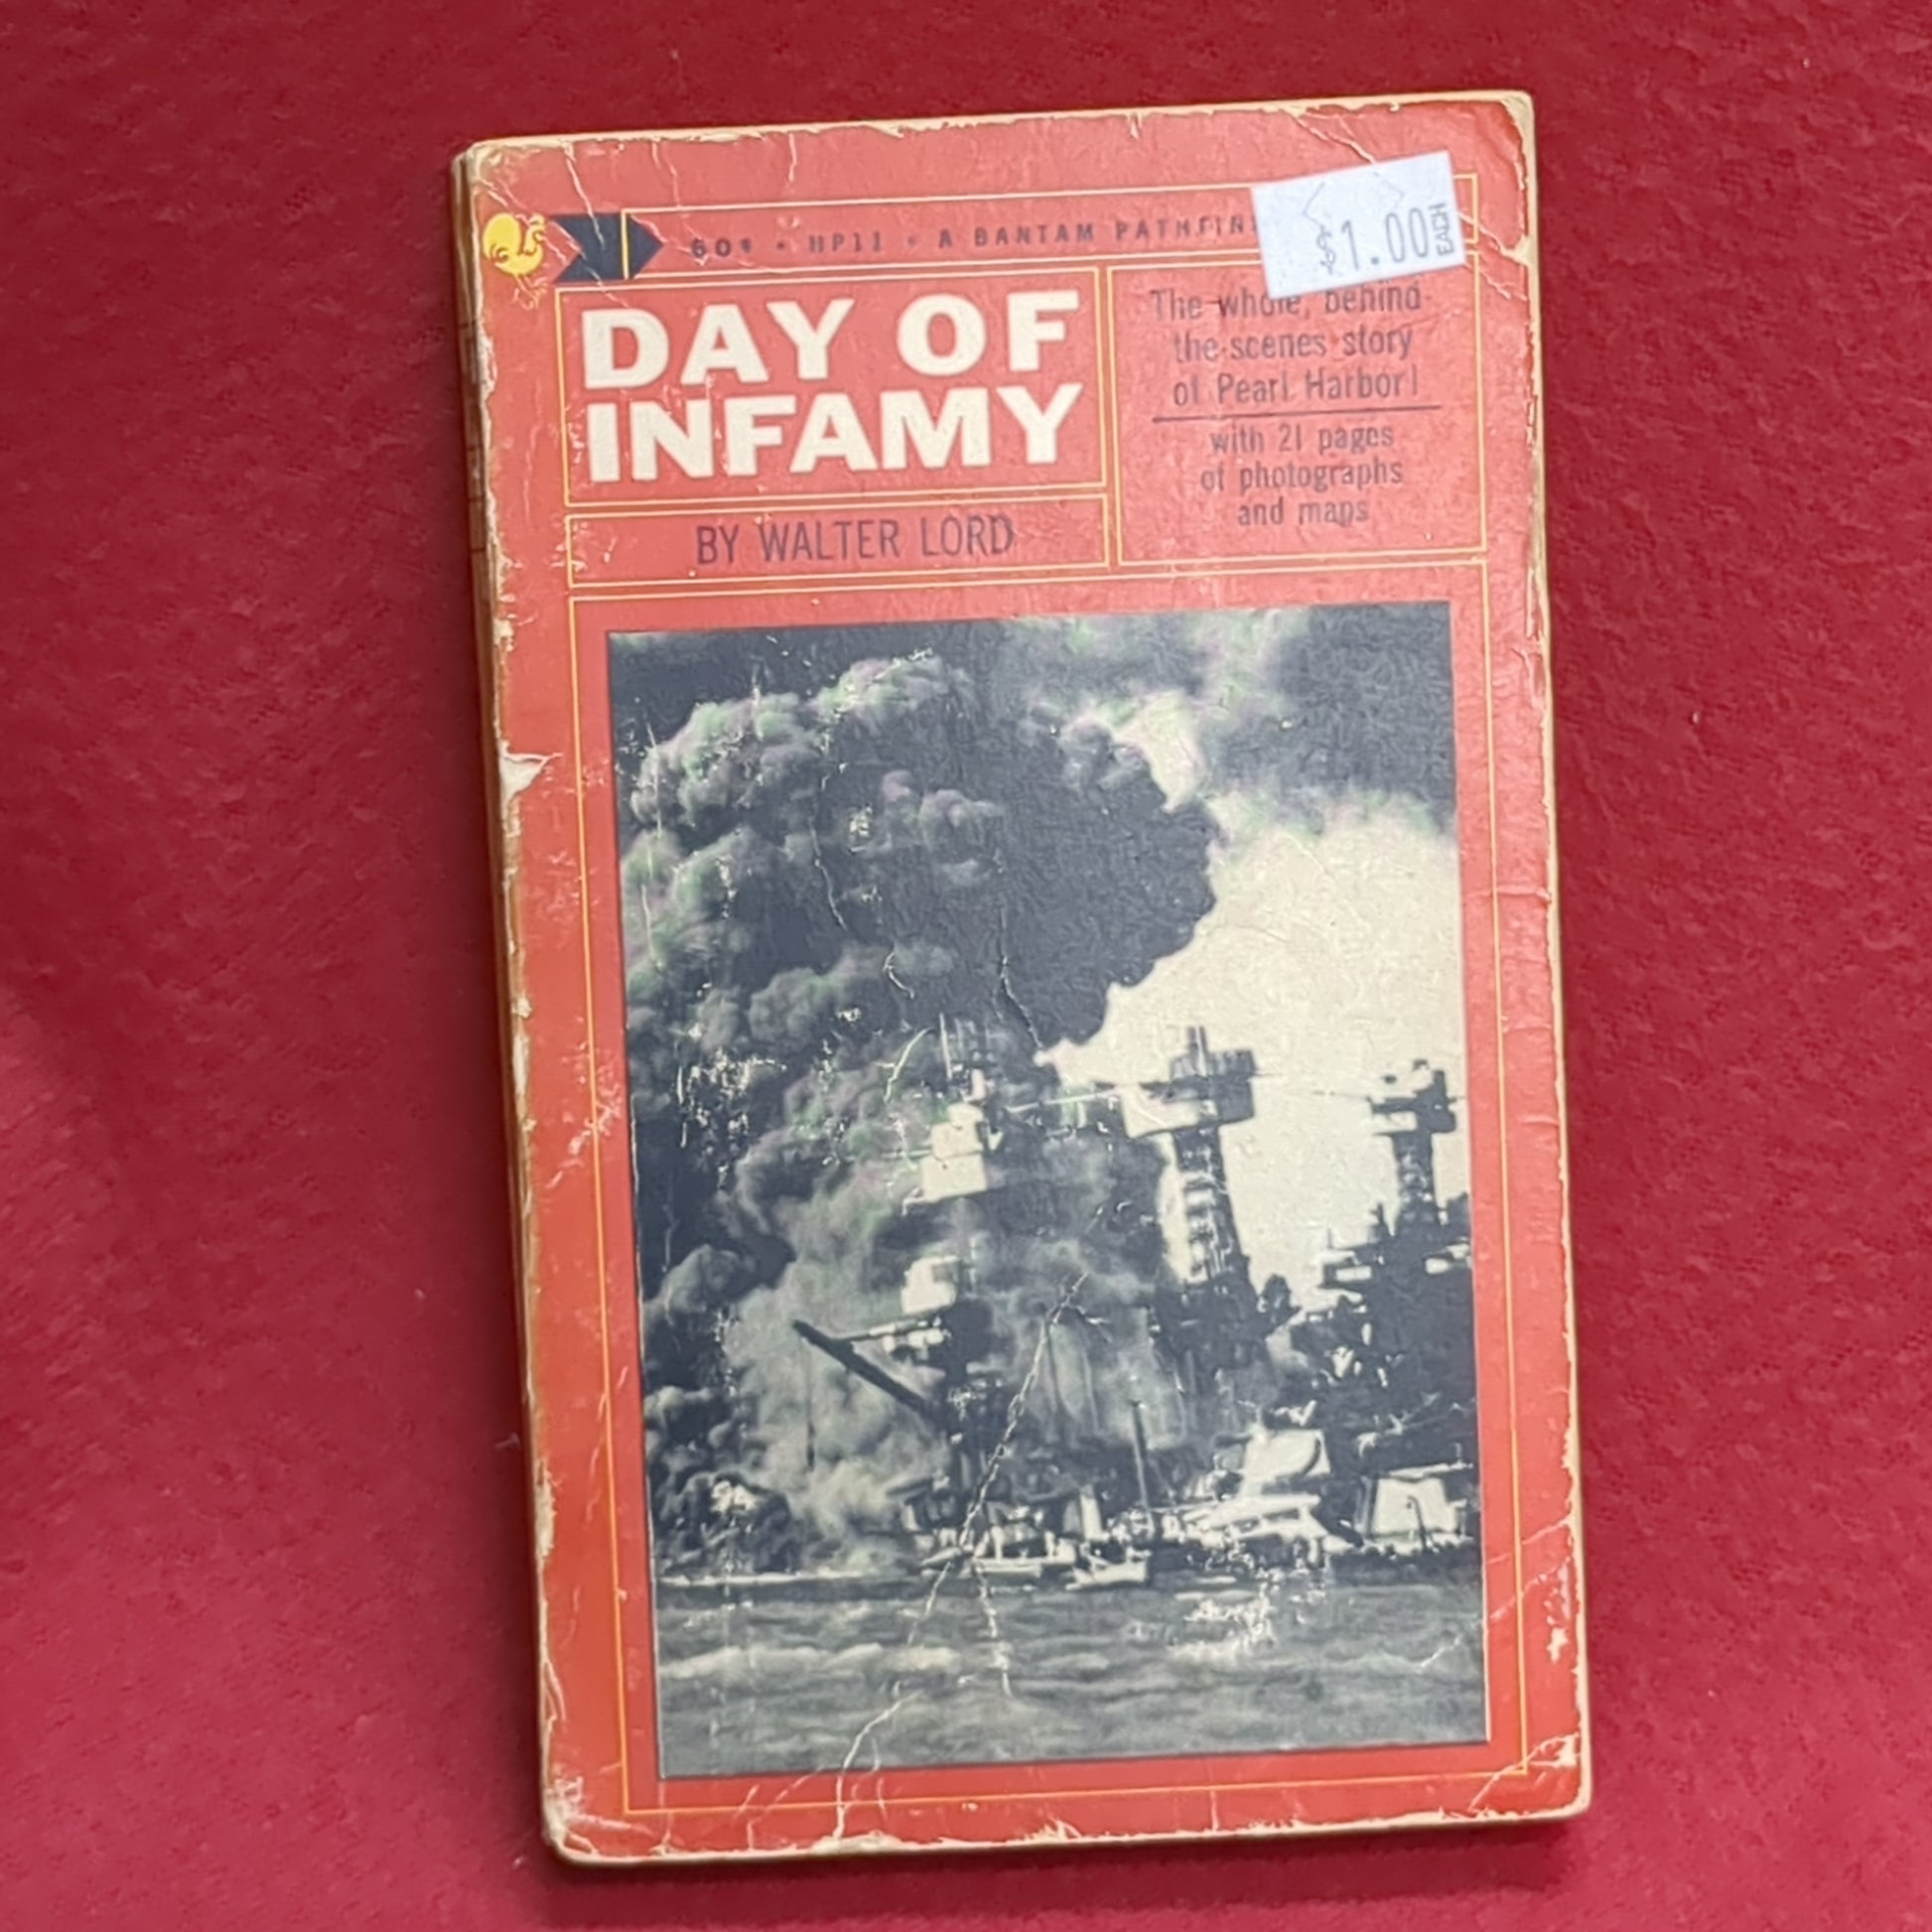 60¢ • HP11 • A BANTAM PATHFIN
$1.00 EACH
DAY OF
INFAMY
BY WALTER LORD
The whole, behind-
the-scenes story
of Pearl Harbor!
with 21 pages
of photographs
and maps